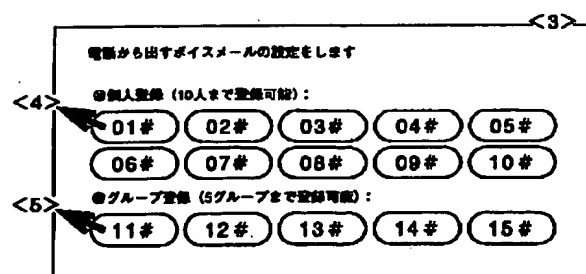 <3>
電話から出すボイスメールの設定をします
<4>
●個人登録（10人まで登録可能）：
01# 02# 03# 04# 05#
06# 07# 08# 09# 10#
<5>
●グループ登録（5グループまで登録可能）：
11# 12# 13# 14# 15#